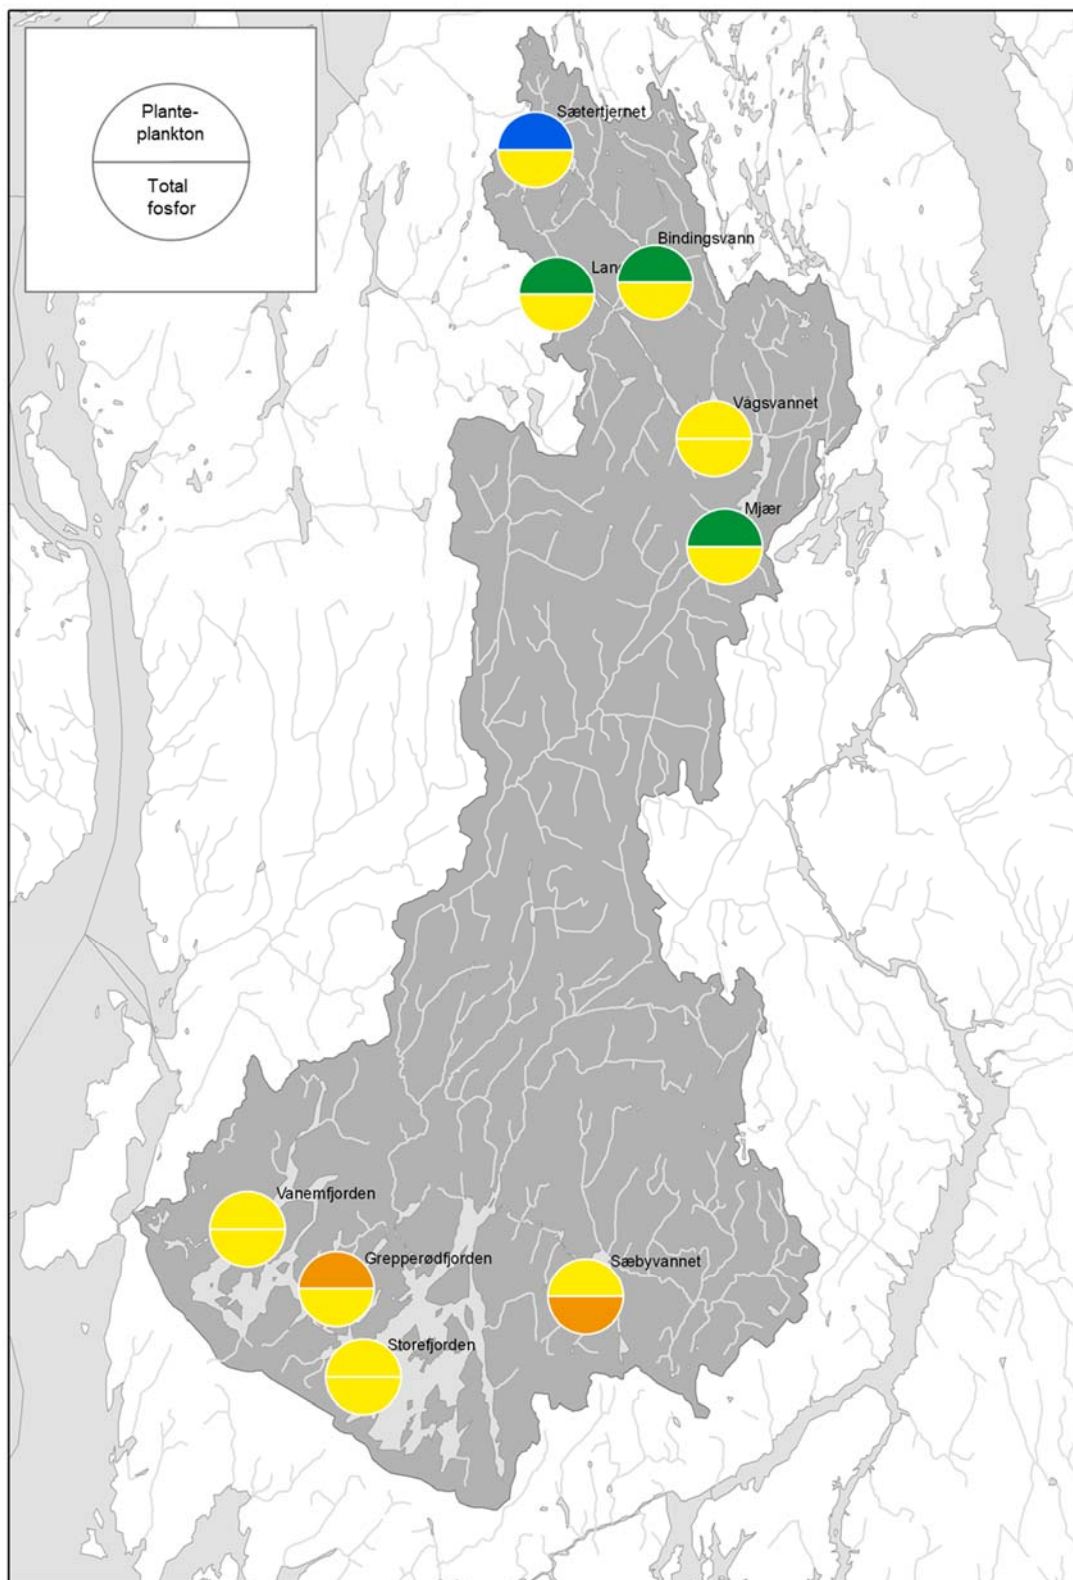 Plante-
plankton
Total
fosfor
Sætertjernet
Bindingsvann
Vågsvannet
Mjær
Vanemfjorden
Grepperødfjorden
Sæbyvannet
Storefjorden